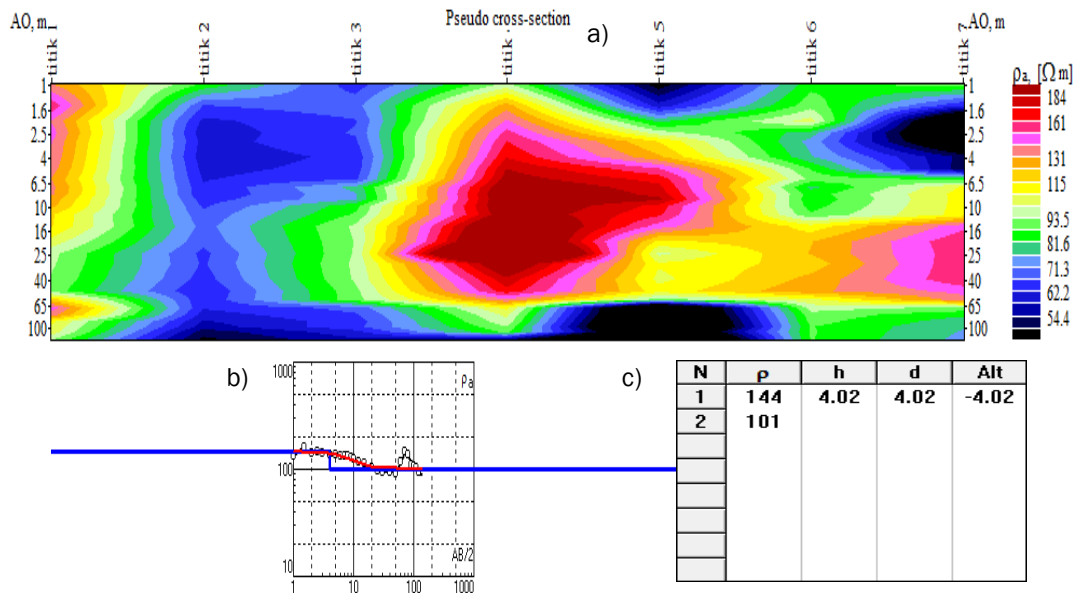 Pseudo cross-section
AO, m
AO, m
a)
titik 1
titik 2
titik 3
titik 4
titik 5
titik 6
titik 7
ρa, [Ω m]
1
1.6
2.5
4
6.5
10
16
25
40
65
100
1
1.6
2.5
4
6.5
10
16
25
40
65
100
184
161
131
115
93.5
81.6
71.3
62.2
54.4
b)
1000
ρa
100
10
AB/2
1 10 100 1000
c)
N ρ h d Alt
1 144 4.02 4.02 -4.02
2 101